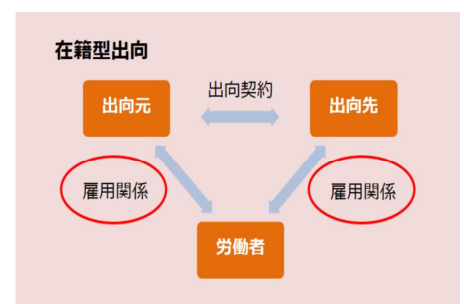 在籍型出向
出向契約
出向元
出向先
雇用関係
雇用関係
労働者